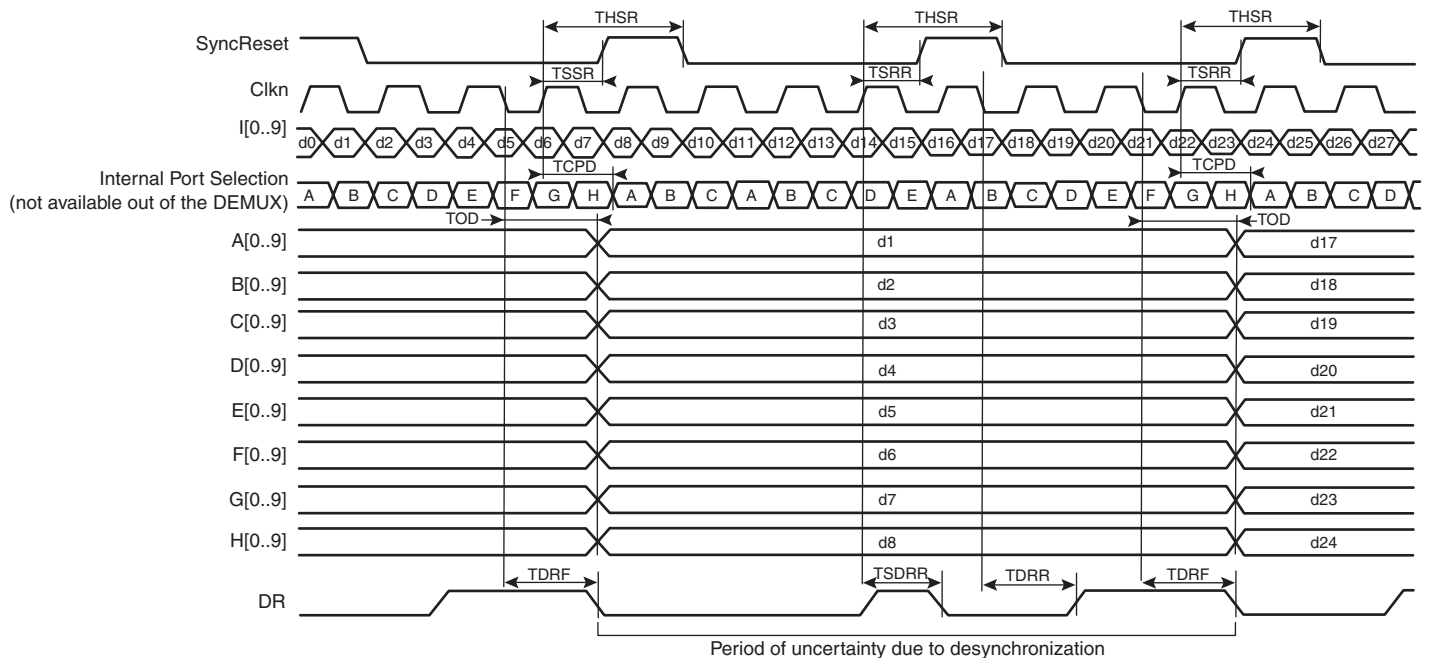 THSR THSR THSR
SyncReset
TSSR TSRR TSRR
Clkn
I[0..9] d0 d1 d2 d3 d4 d5 d6 d7 d8 d9 d10 d11 d12 d13 d14 d15 d16 d17 d18 d19 d20 d21 d22 d23 d24 d25 d26 d27
TCPD TCPD
Internal Port Selection
(not available out of the DEMUX)
A B C D E F G H A B C A B C D E A B C D E F G H A B C D
TOD TOD
A[0..9] d1 d17
B[0..9] d2 d18
C[0..9] d3 d19
D[0..9] d4 d20
E[0..9] d5 d21
F[0..9] d6 d22
G[0..9] d7 d23
H[0..9] d8 d24
TDRF TSDRR TDRR TDRF
DR
Period of uncertainty due to desynchronization